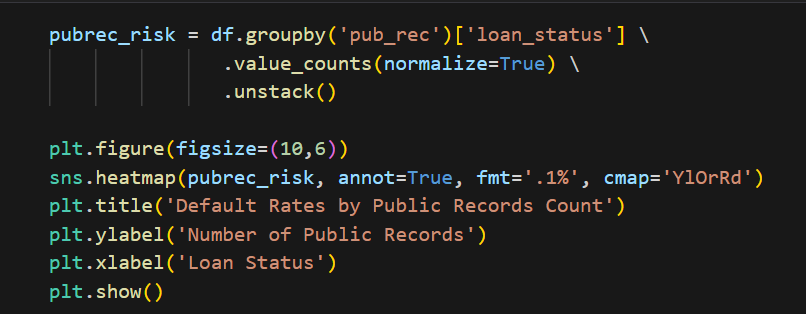 pubrec_risk = df.groupby('pub_rec')['loan_status'] \
.value_counts(normalize=True) \
.unstack()
plt.figure(figsize=(10,6))
sns.heatmap(pubrec_risk, annot=True, fmt='.1%', cmap='YlOrRd')
plt.title('Default Rates by Public Records Count')
plt.ylabel('Number of Public Records')
plt.xlabel('Loan Status')
plt.show()